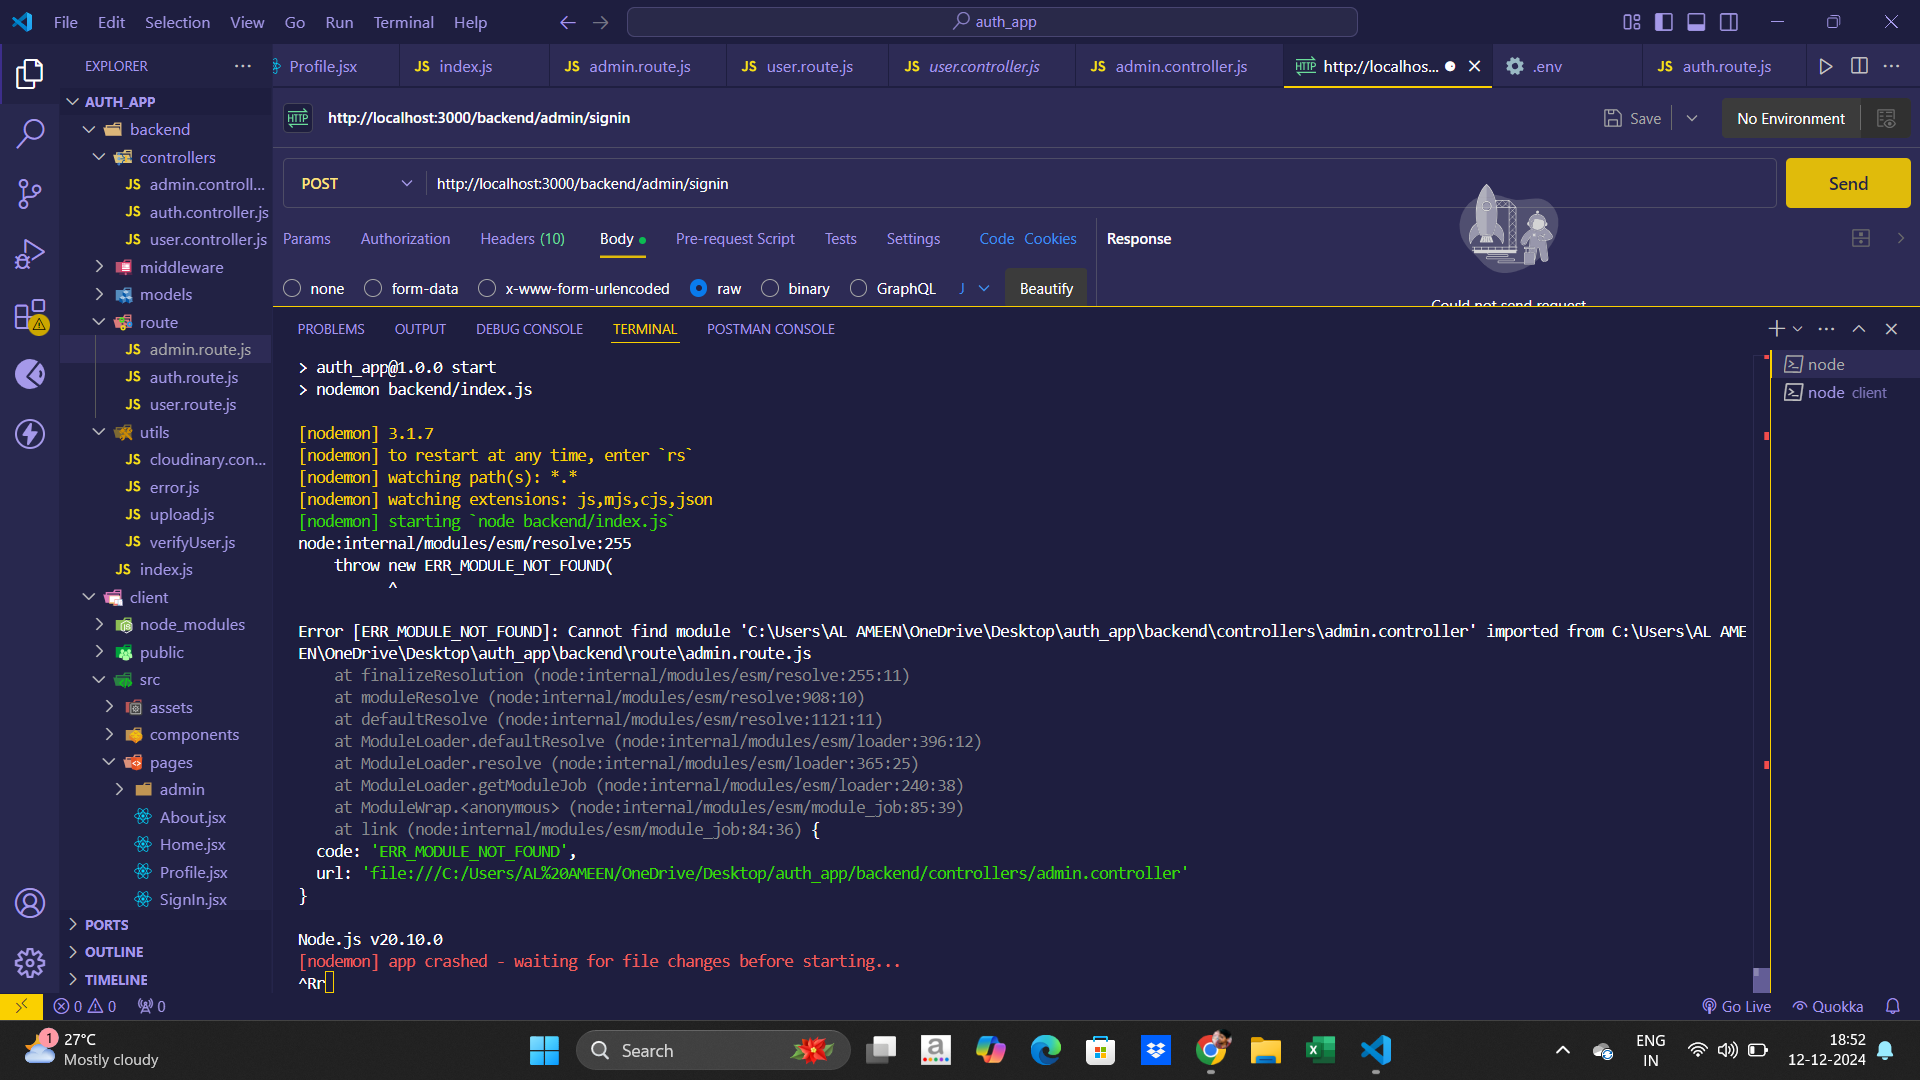 File Edit Selection View Go Run Terminal Help
auth_app
EXPLORER
Profile.jsx
JS index.js
JS admin.route.js
JS user.route.js
JS user.controller.js
JS admin.controller.js
HTTP http://localhos...
.env
JS auth.route.js
AUTH_APP
backend
controllers
JS admin.controll...
JS auth.controller.js
JS user.controller.js
middleware
models
route
JS admin.route.js
JS auth.route.js
JS user.route.js
utils
JS cloudinary.con...
JS error.js
JS upload.js
JS verifyUser.js
JS index.js
client
node_modules
public
src
assets
components
pages
admin
About.jsx
Home.jsx
Profile.jsx
SignIn.jsx
PORTS
OUTLINE
TIMELINE
HTTP http://localhost:3000/backend/admin/signin
Save
No Environment
POST http://localhost:3000/backend/admin/signin
Send
Params Authorization Headers (10) Body Pre-request Script Tests Settings Code Cookies
Response
none form-data x-www-form-urlencoded raw binary GraphQL J Beautify
Could not send request
PROBLEMS OUTPUT DEBUG CONSOLE TERMINAL POSTMAN CONSOLE
node
node client
> auth_app@1.0.0 start
> nodemon backend/index.js
[nodemon] 3.1.7
[nodemon] to restart at any time, enter `rs`
[nodemon] watching path(s): *.*
[nodemon] watching extensions: js,mjs,cjs,json
[nodemon] starting `node backend/index.js`
node:internal/modules/esm/resolve:255
throw new ERR_MODULE_NOT_FOUND(
^
Error [ERR_MODULE_NOT_FOUND]: Cannot find module 'C:\Users\AL AMEEN\OneDrive\Desktop\auth_app\backend\controllers\admin.controller' imported from C:\Users\AL AME
EN\OneDrive\Desktop\auth_app\backend\route\admin.route.js
at finalizeResolution (node:internal/modules/esm/resolve:255:11)
at moduleResolve (node:internal/modules/esm/resolve:908:10)
at defaultResolve (node:internal/modules/esm/resolve:1121:11)
at ModuleLoader.defaultResolve (node:internal/modules/esm/loader:396:12)
at ModuleLoader.resolve (node:internal/modules/esm/loader:365:25)
at ModuleLoader.getModuleJob (node:internal/modules/esm/loader:240:38)
at ModuleWrap.<anonymous> (node:internal/modules/esm/module_job:85:39)
at link (node:internal/modules/esm/module_job:84:36) {
code: 'ERR_MODULE_NOT_FOUND',
url: 'file:///C:/Users/AL%20AMEEN/OneDrive/Desktop/auth_app/backend/controllers/admin.controller'
}
Node.js v20.10.0
[nodemon] app crashed - waiting for file changes before starting...
^Rr
0 0 0
Go Live Quokka
1
27°C
Mostly cloudy
Search
ENG
IN
18:52
12-12-2024